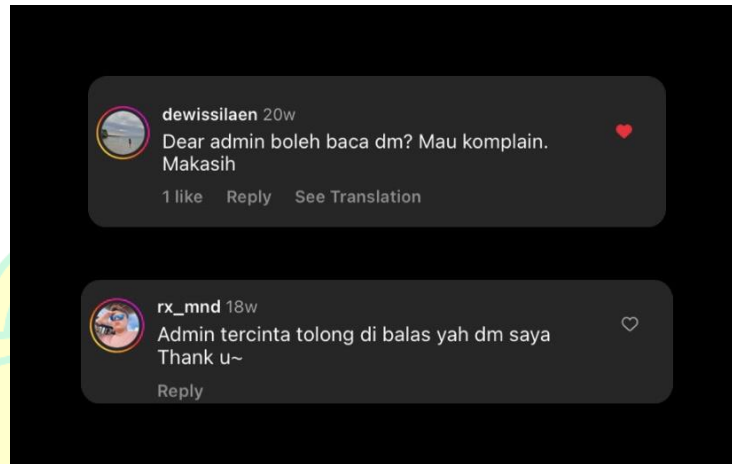 dewissilaen 20w
Dear admin boleh baca dm? Mau komplain.
Makasih
1 like Reply See Translation
rx_mnd 18w
Admin tercinta tolong di balas yah dm saya
Thank u~
Reply